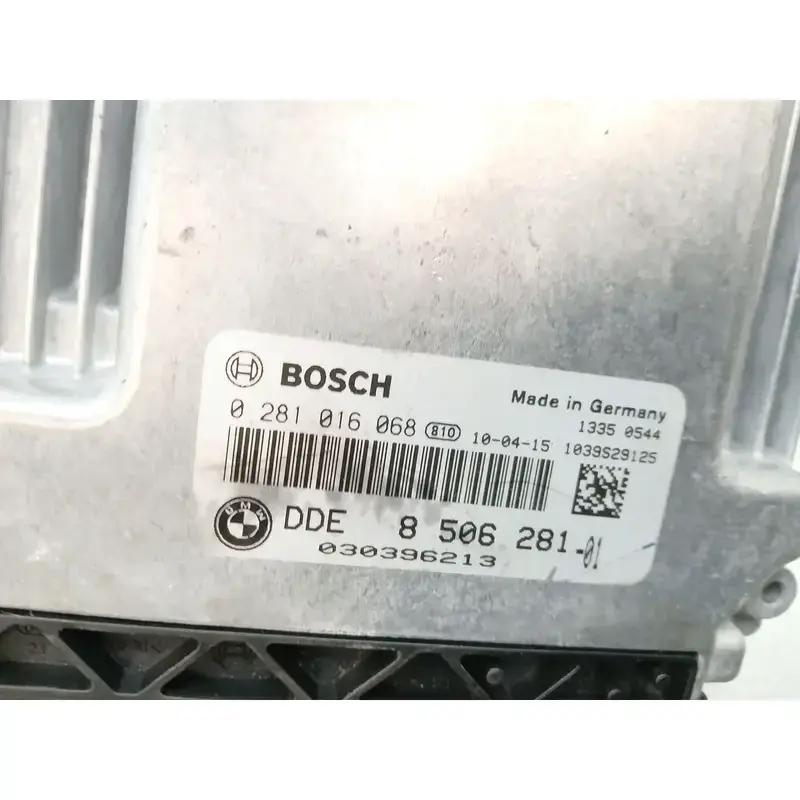 BOSCH
Made in Germany
0 281 016 068 810 10-04-15
1335 0544
1039S29125
BMW
DDE 8 506 281-01
030396213